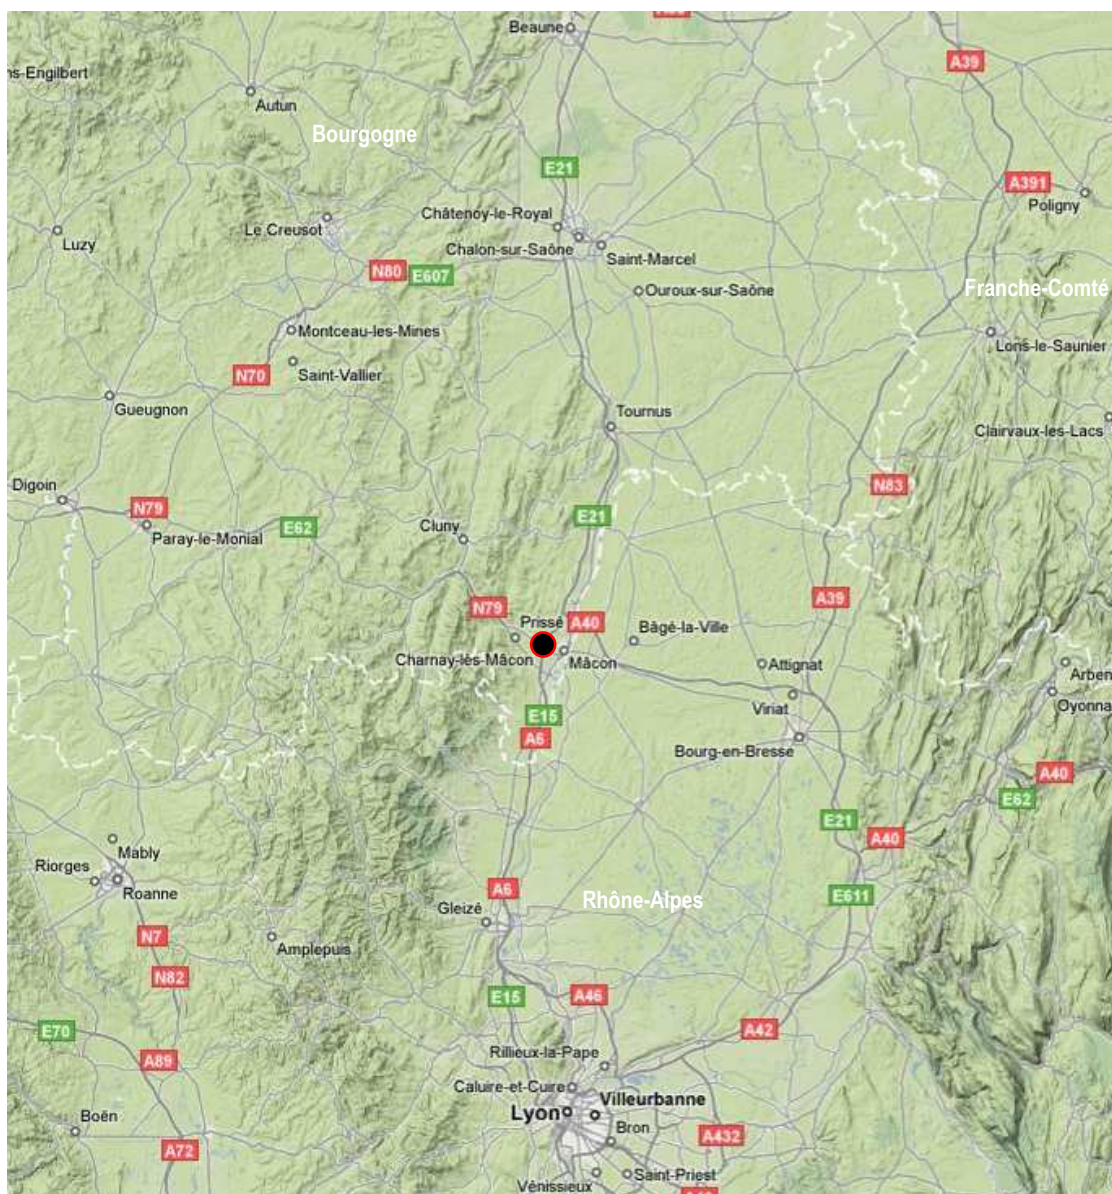 Beaune
A39
ns-Engilbert
Autun
Bourgogne
E21
A391
Poligny
Châtenoy-le-Royal
Le Creusot
Luzy
Chalon-sur-Saône
Saint-Marcel
N80
E607
Franche-Comté
Ouroux-sur-Saône
Montceau-les-Mines
Lons-le-Saunier
N70
Saint-Vallier
Gueugnon
Tournus
Clairvaux-les-Lacs
Digoin
N83
N79
E21
Cluny
E62
Paray-le-Monial
A39
N79
Prissé
A40
Bâgé-la-Ville
Charnay-lès-Mâcon
Mâcon
Attignat
Arben
Viriat
Oyonna
E15
A6
Bourg-en-Bresse
A40
E62
E21
A40
Mably
Riorges
Roanne
A6
Rhône-Alpes
E611
Gleizé
N7
Amplepuis
N82
E15
A46
E70
A42
A89
Rillieux-la-Pape
Caluire-et-Cuire
Villeurbanne
Lyon
Boën
Bron
A432
A72
Saint-Priest
Vénissieux